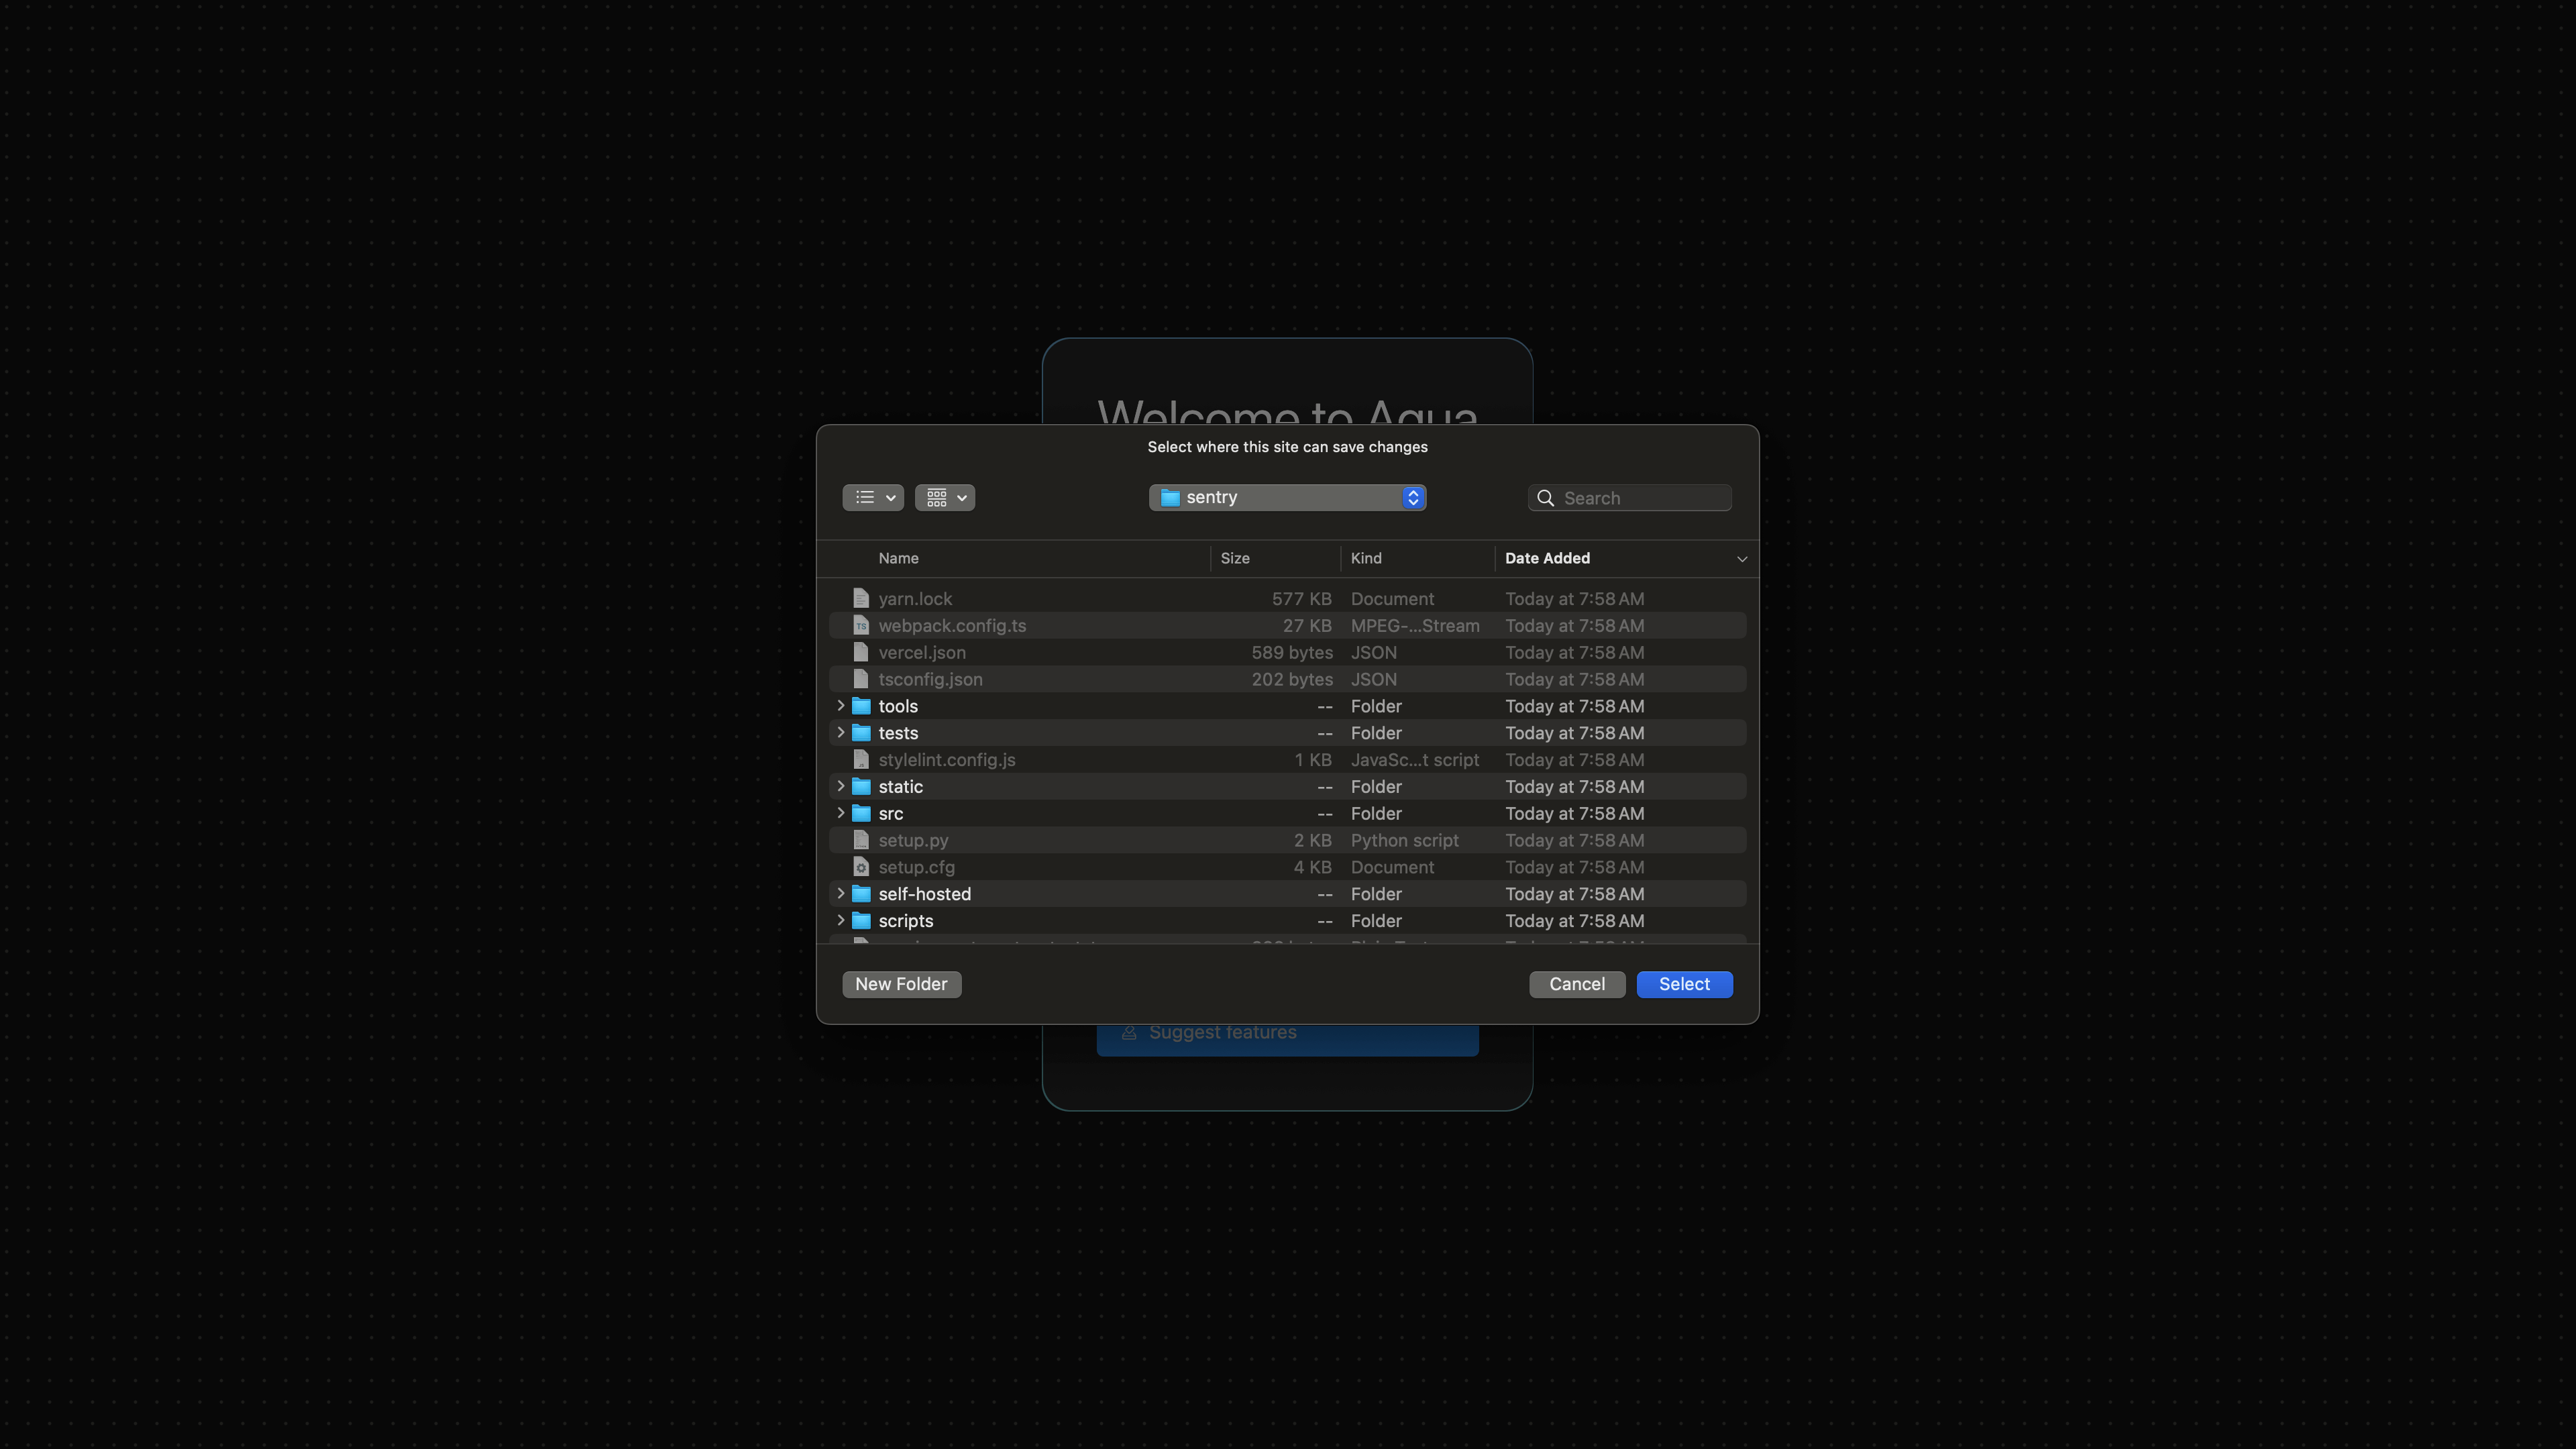 Welcome to Aqua
Select where this site can save changes
sentry
Search
Name Size Kind Date Added
yarn.lock 577 KB Document Today at 7:58 AM
webpack.config.ts 27 KB MPEG-...Stream Today at 7:58 AM
vercel.json 589 bytes JSON Today at 7:58 AM
tsconfig.json 202 bytes JSON Today at 7:58 AM
tools -- Folder Today at 7:58 AM
tests -- Folder Today at 7:58 AM
stylelint.config.js 1 KB JavaSc...t script Today at 7:58 AM
static -- Folder Today at 7:58 AM
src -- Folder Today at 7:58 AM
setup.py 2 KB Python script Today at 7:58 AM
setup.cfg 4 KB Document Today at 7:58 AM
self-hosted -- Folder Today at 7:58 AM
scripts -- Folder Today at 7:58 AM
New Folder Cancel Select
Suggest features